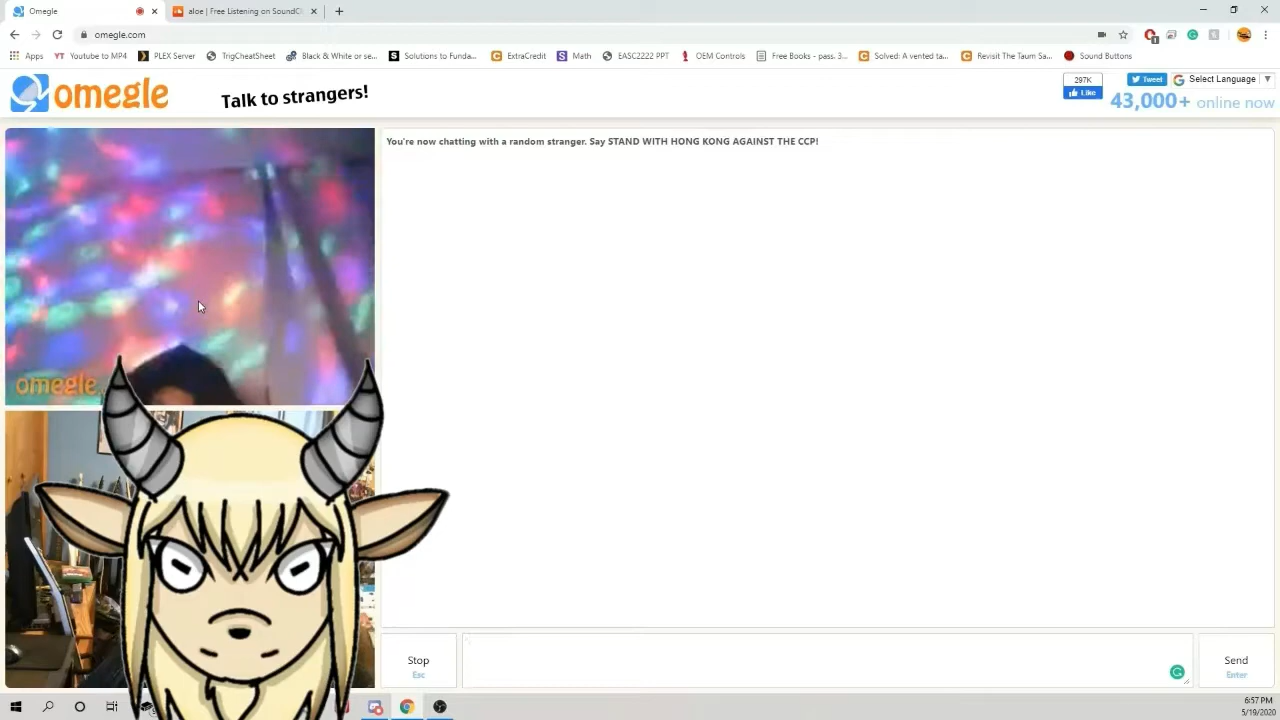 Omegle
aloe | Free Listening on SoundCl
omegle.com
Apps
YT Youtube to MP4
PLEX Server
TrigCheatSheet
Black & White or se...
S Solutions to Funda...
C ExtraCredit
S Math
EASC2222 PPT
OEM Controls
Free Books - pass. 3...
C Solved: A vented ta...
C Revisit The Taum Sa...
Sound Buttons
omegle
Talk to strangers!
297K
Like
Tweet
G Select Language ▼
43,000+ online now
You're now chatting with a random stranger. Say STAND WITH HONG KONG AGAINST THE CCP!
omegle
Stop
Esc
Send
Enter
6:57 PM
5/19/2020